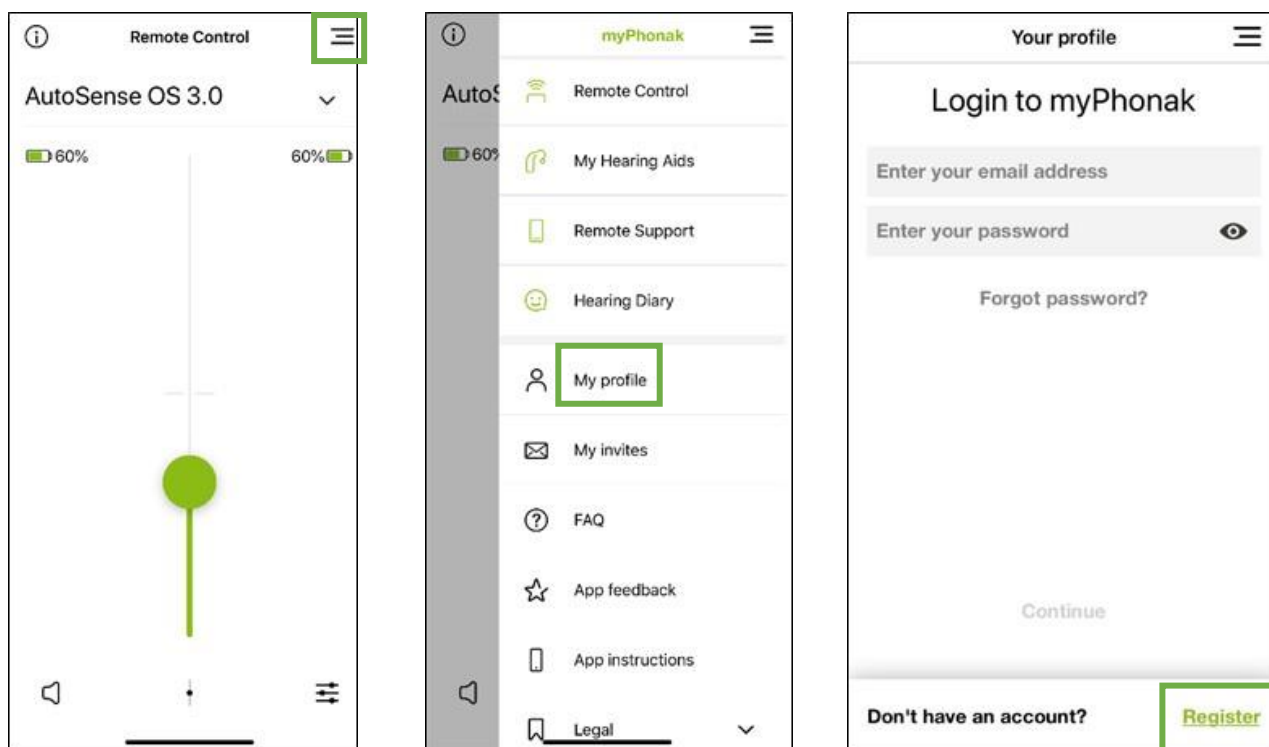 Remote Control
AutoSense OS 3.0
60%
60%
myPhonak
AutoS
60%
Remote Control
My Hearing Aids
Remote Support
Hearing Diary
My profile
My invites
FAQ
App feedback
App instructions
Legal
Your profile
Login to myPhonak
Enter your email address
Enter your password
Forgot password?
Continue
Don't have an account? Register